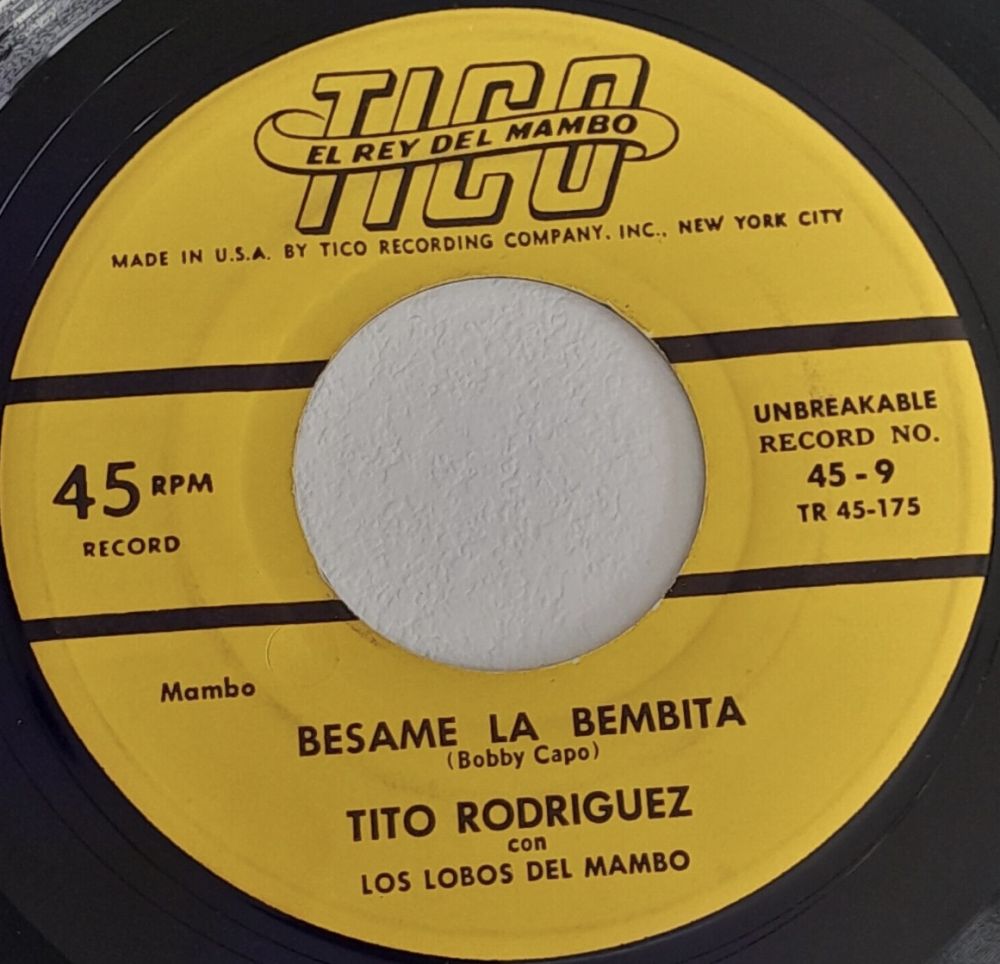 TICO
EL REY DEL MAMBO
MADE IN U.S.A. BY TICO RECORDING COMPANY. INC., NEW YORK CITY
45 RPM
RECORD
UNBREAKABLE
RECORD NO.
45-9
TR 45-175
Mambo
BESAME LA BEMBITA
(Bobby Capo)
TITO RODRIGUEZ
con
LOS LOBOS DEL MAMBO